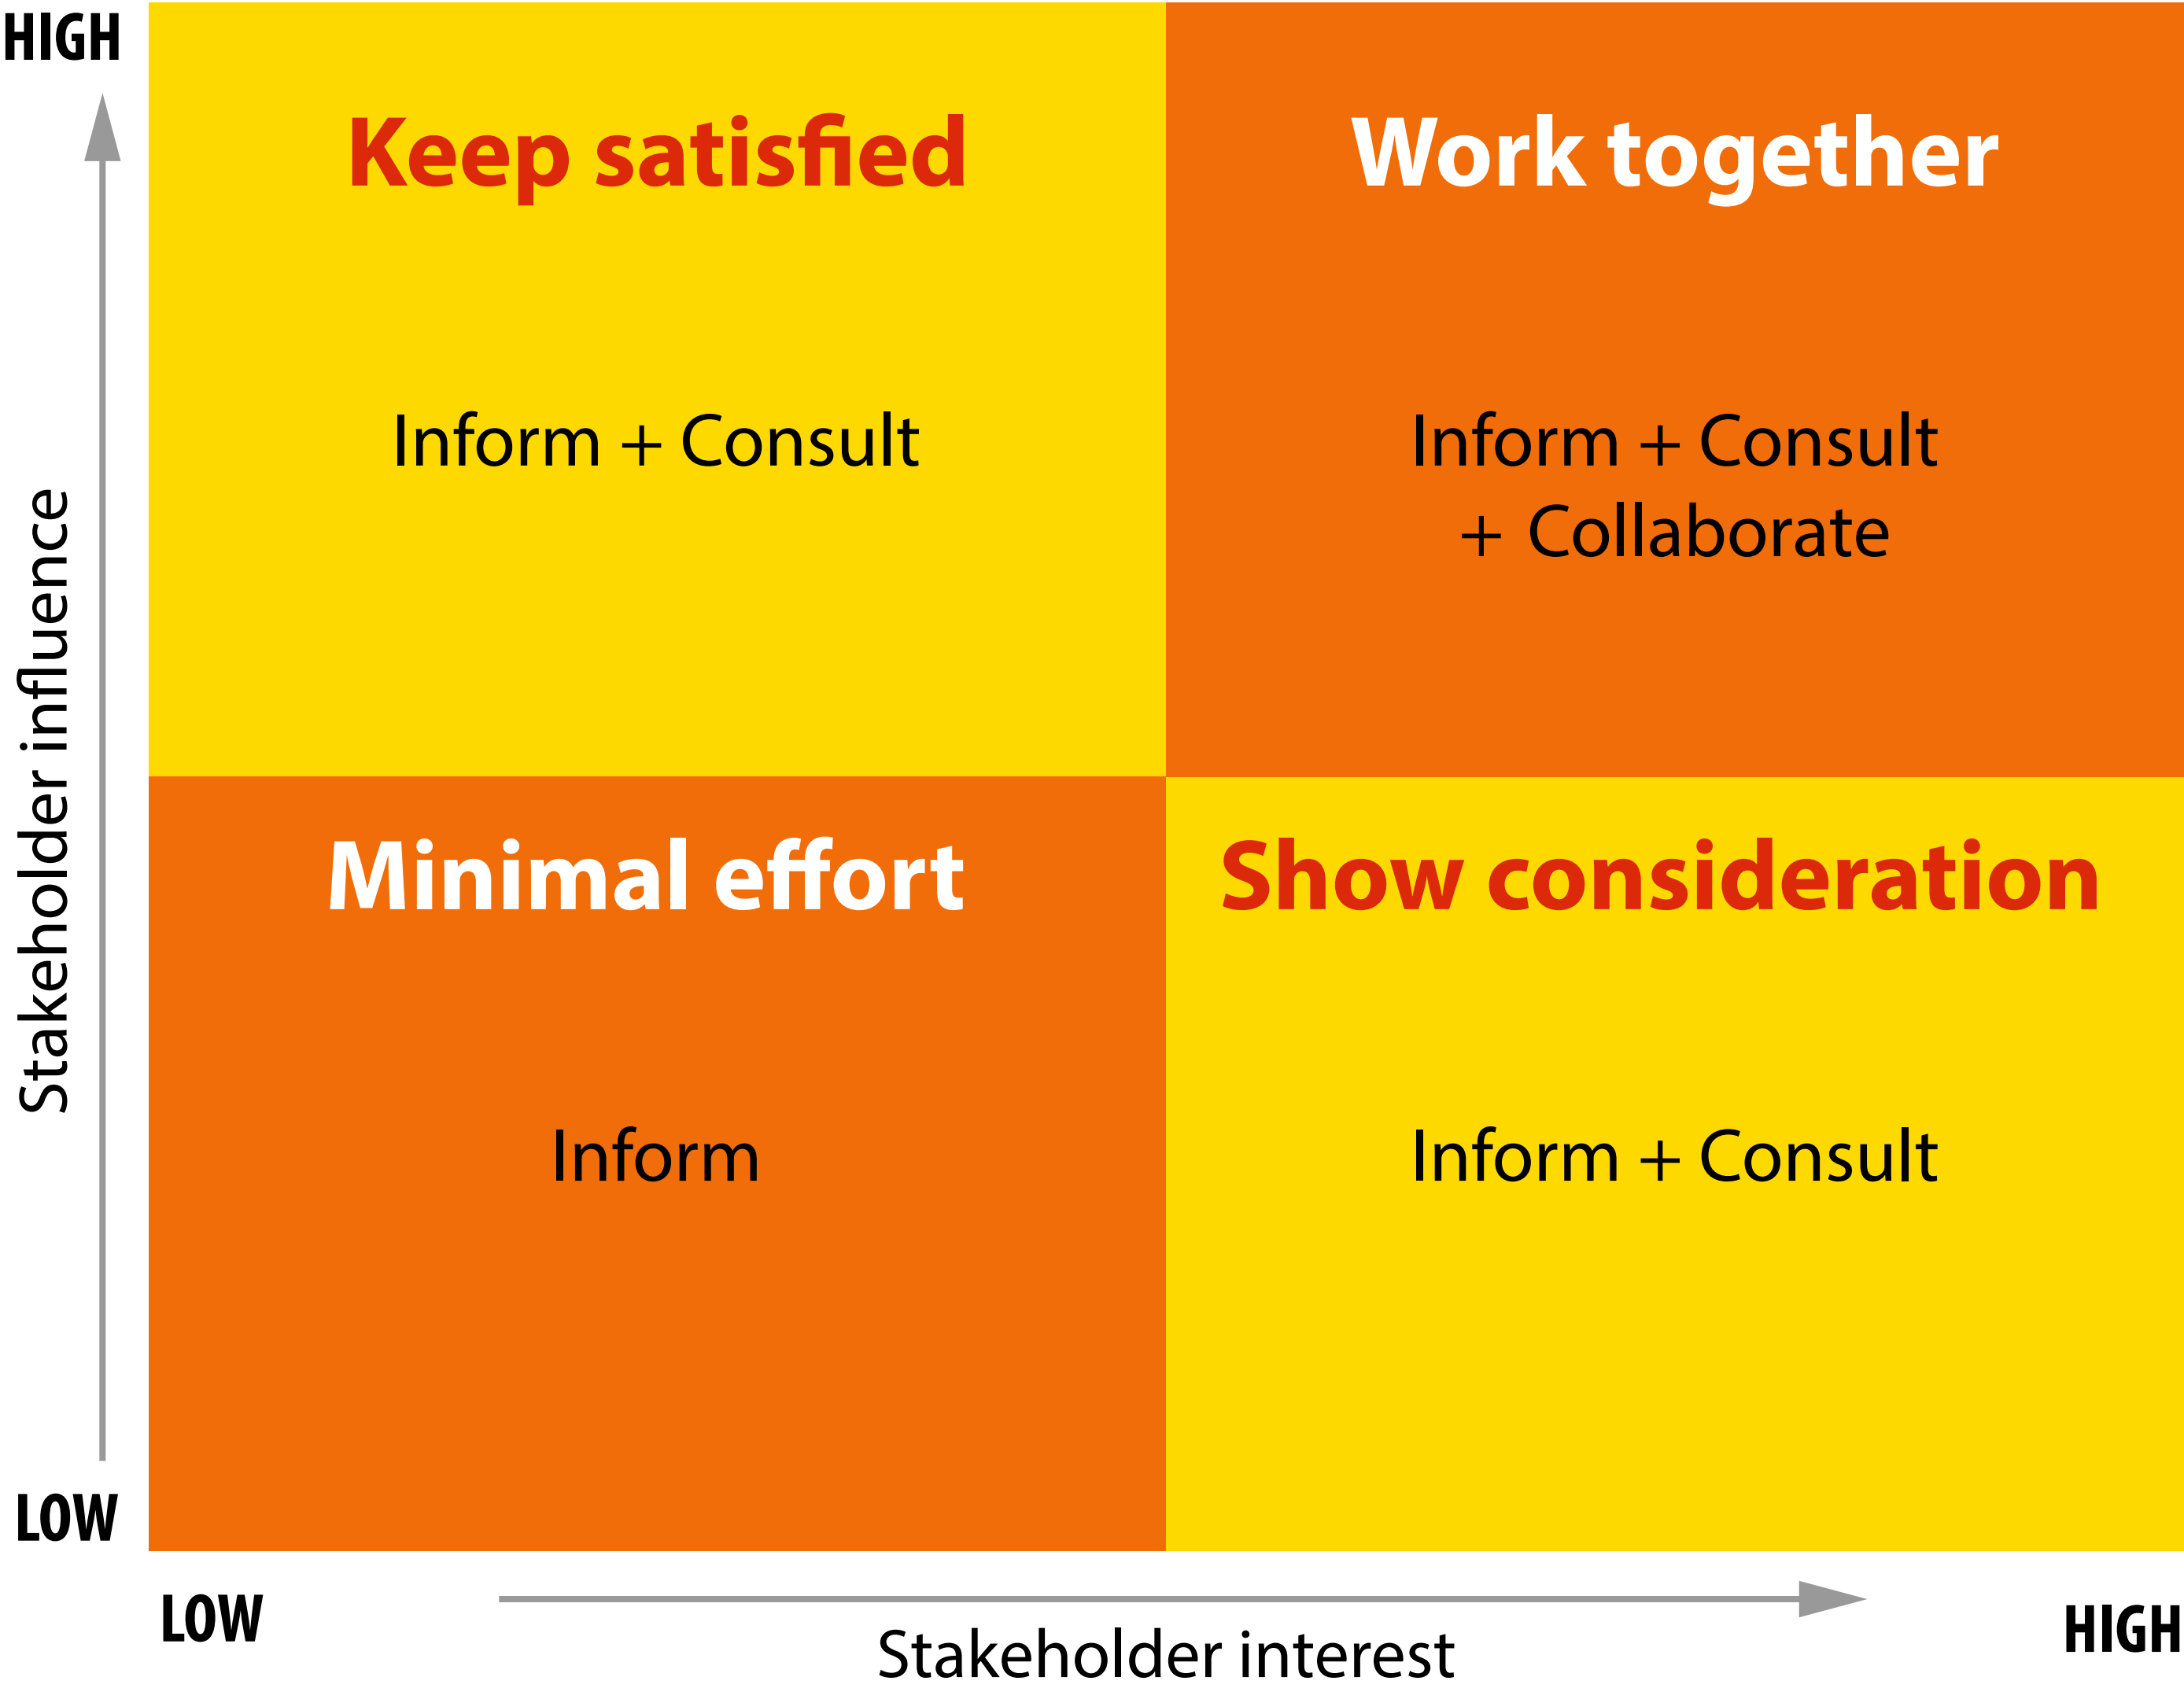 HIGH
Keep satisfied
Work together
Inform + Consult
Inform + Consult
+ Collaborate
Stakeholder influence
Minimal effort
Show consideration
Inform
Inform + Consult
LOW
LOW
Stakeholder interest
HIGH